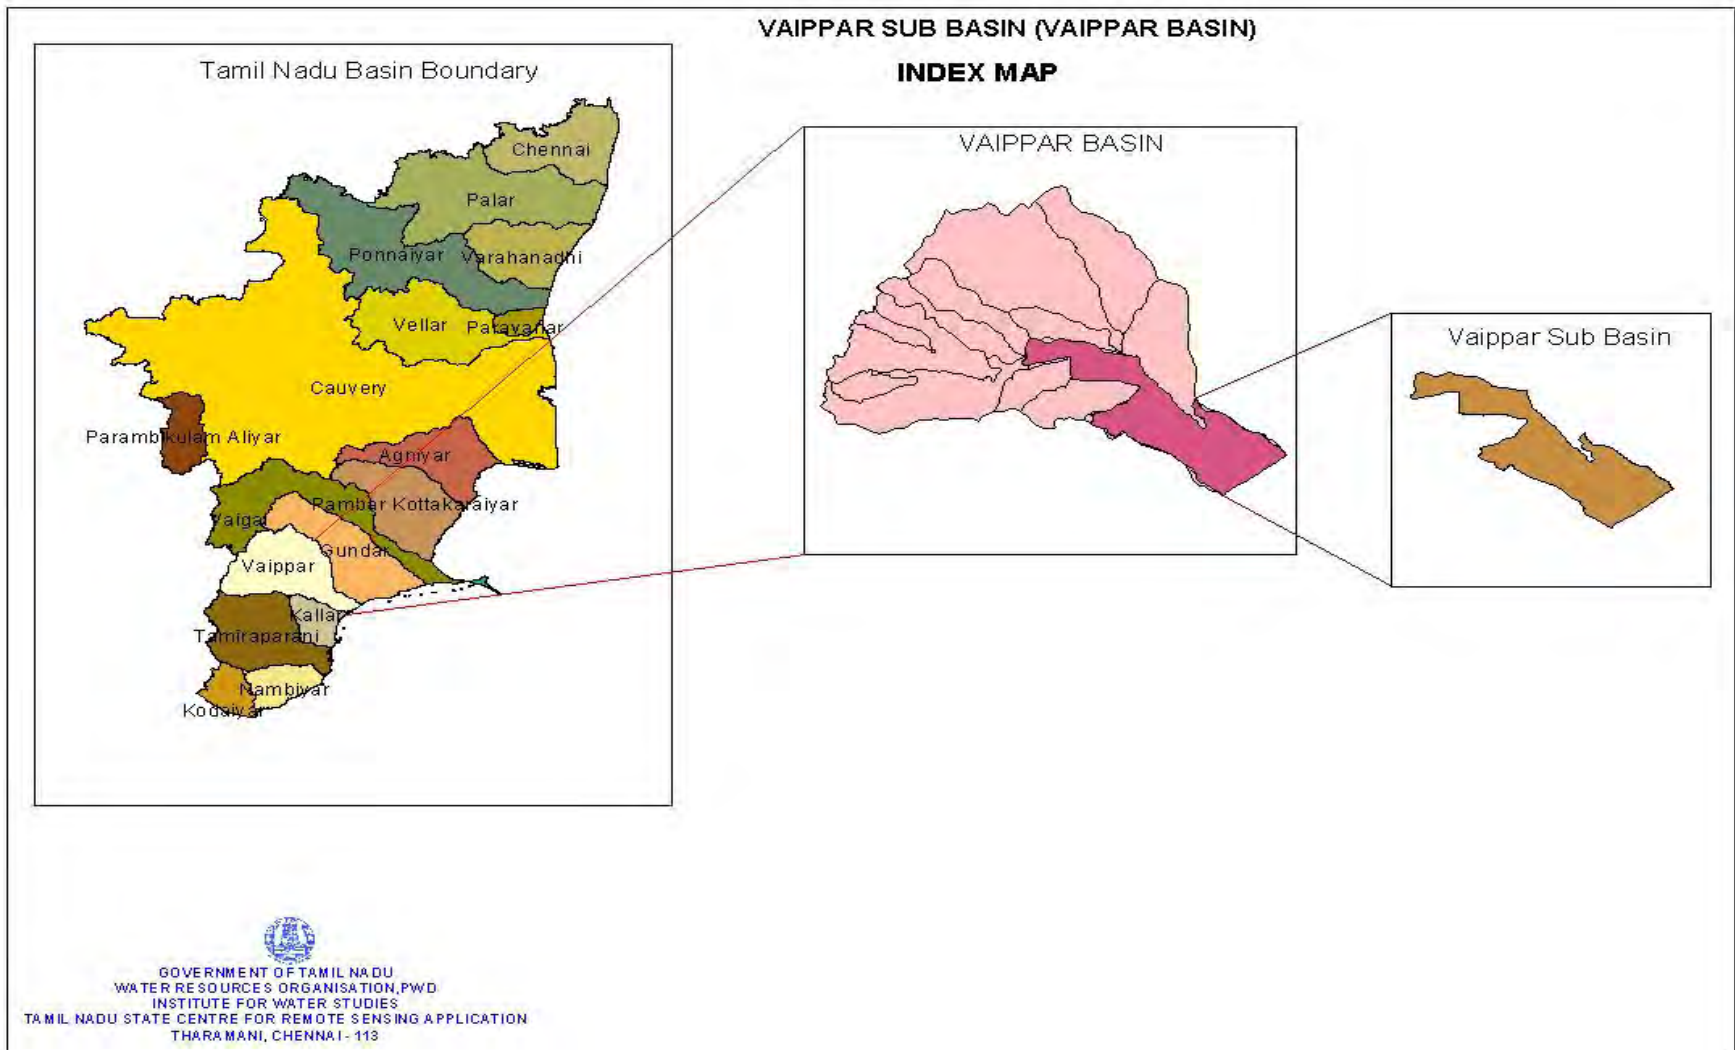 VAIPPAR SUB BASIN (VAIPPAR BASIN)
INDEX MAP
Tamil Nadu Basin Boundary
Chennai
Palar
Ponnaiyar
Varahanadhi
Vellar
Paravanar
Cauvery
Parambikulam Aliyar
Agniyar
Pambar Kottakaraiyar
Vaigai
Gundar
Vaippar
Kallar
Tamiraparani
Nambiyar
Kodaiyar
VAIPPAR BASIN
Vaippar Sub Basin
GOVERNMENT OF TAMIL NADU
WATER RESOURCES ORGANISATION,PWD
INSTITUTE FOR WATER STUDIES
TAMIL NADU STATE CENTRE FOR REMOTE SENSING APPLICATION
THARAMANI, CHENNAI - 113